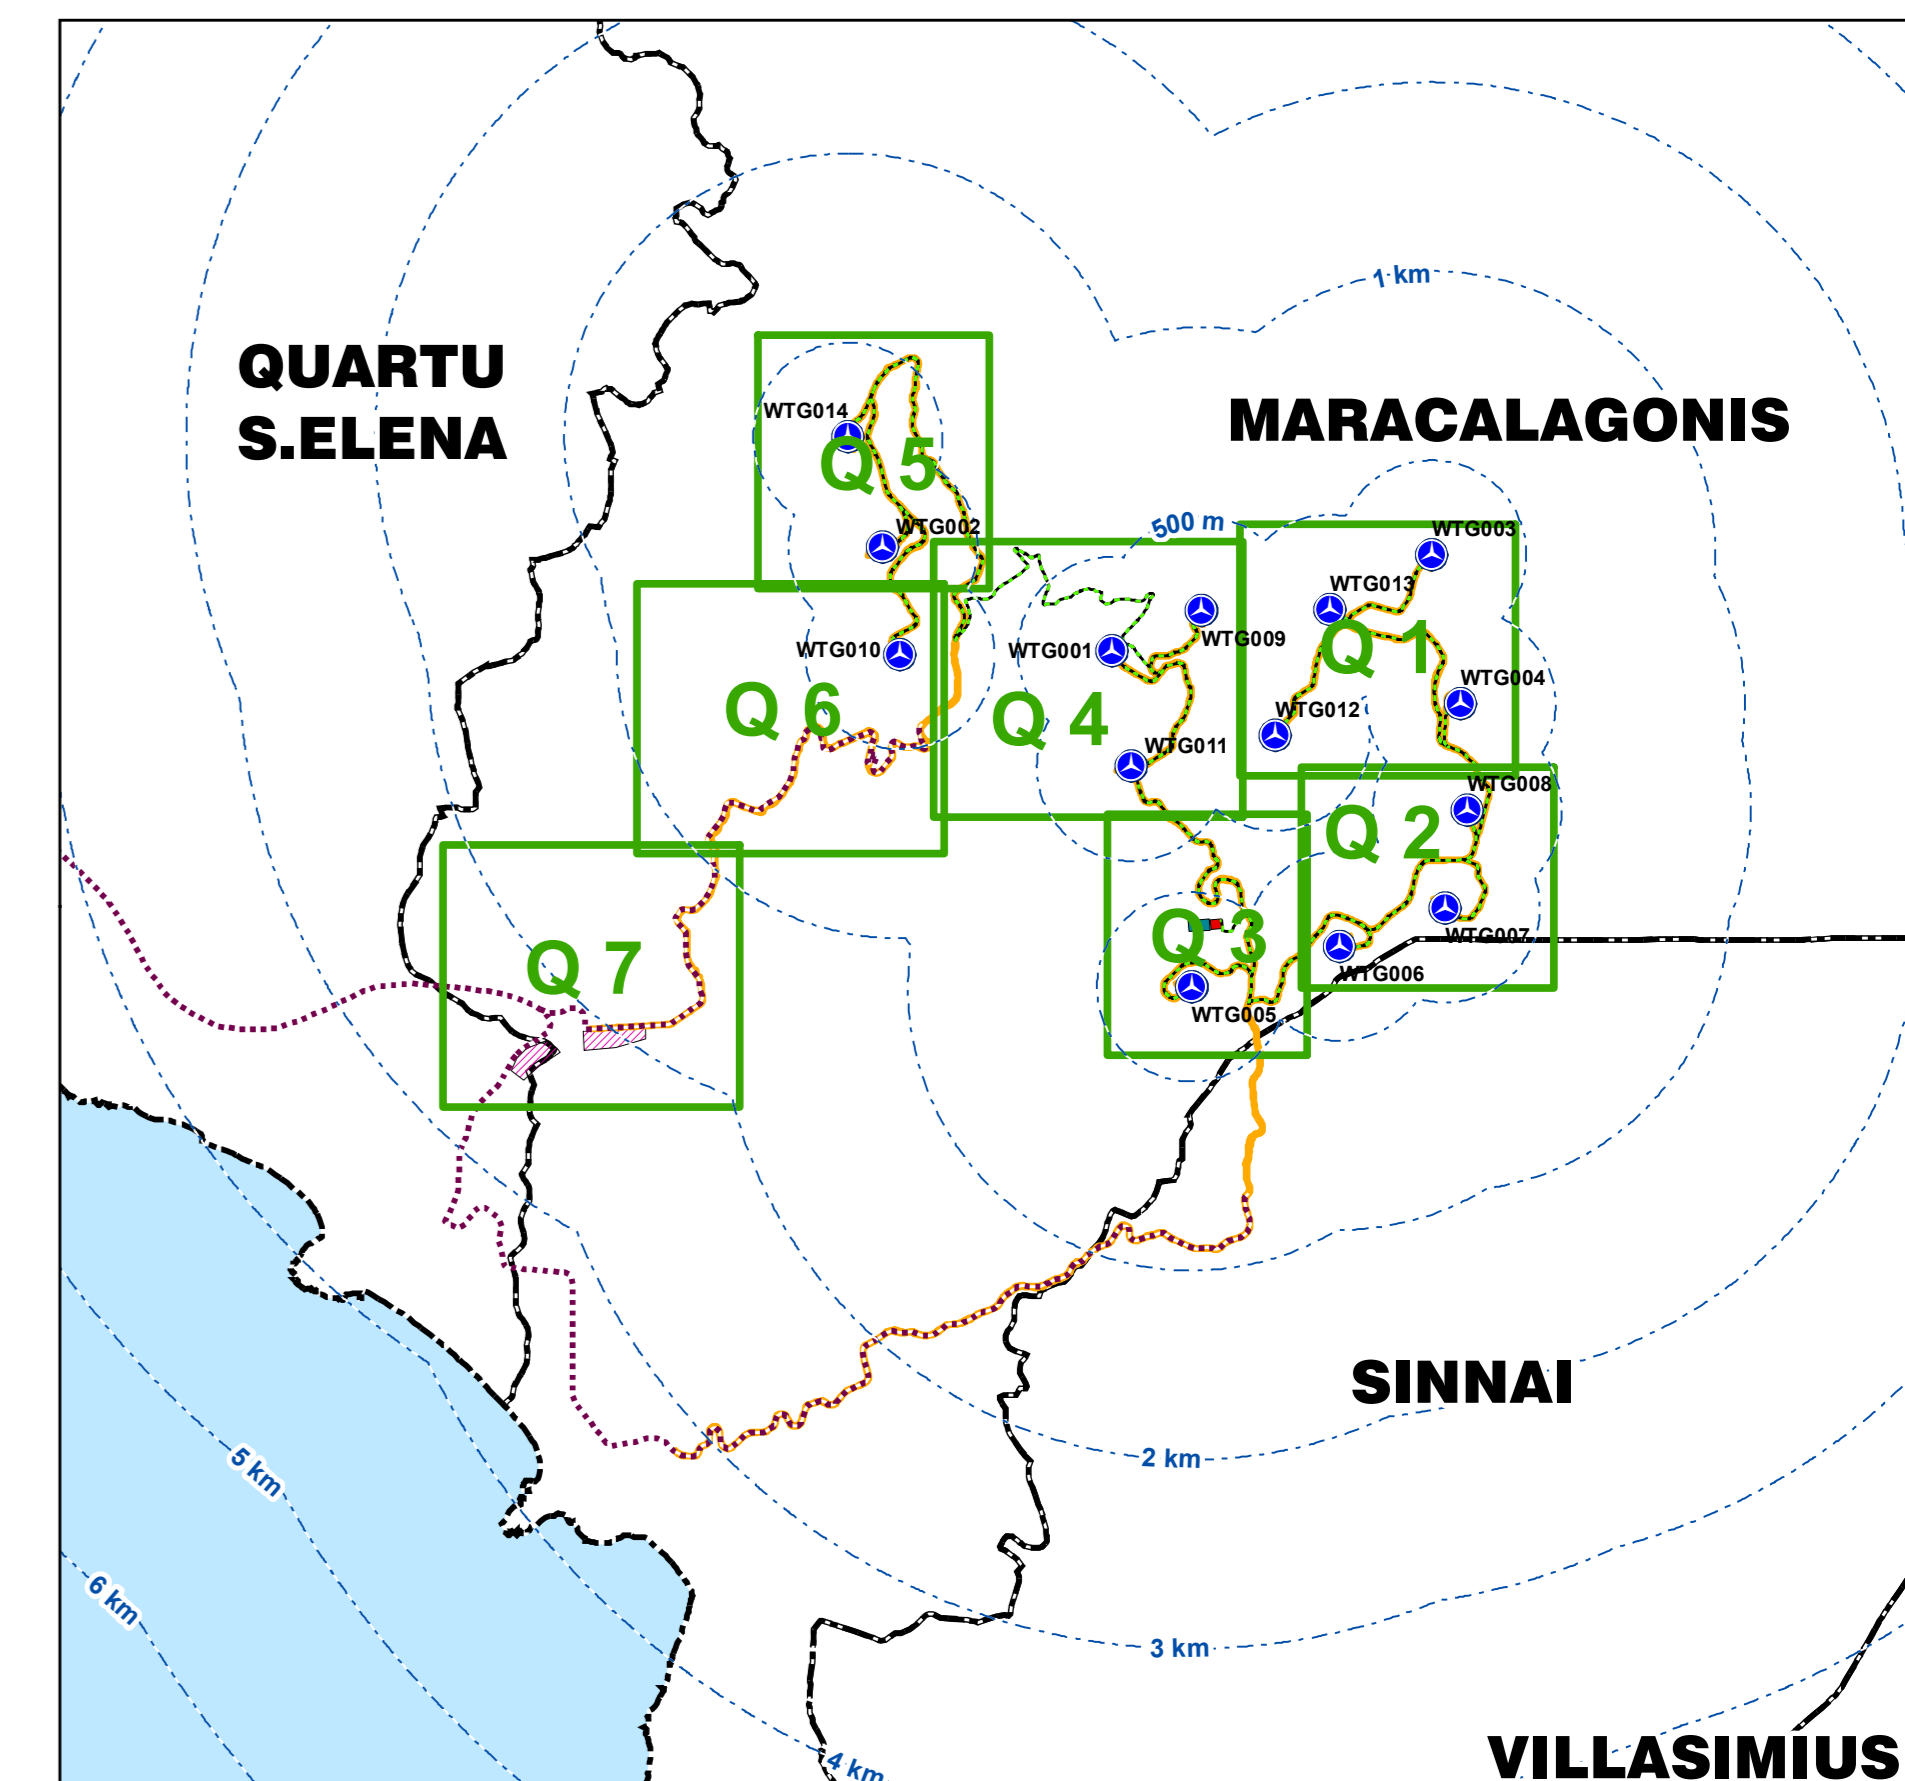 1 km
QUARTU
S.ELENA
MARACALAGONIS
WTG014
Q 5
500 m
WTG002
WTG003
WTG013
WTG009
WTG001
WTG010
Q 1
WTG004
Q 6
Q 4
WTG012
WTG011
WTG008
Q 2
Q 3
WTG007
Q 7
WTG006
WTG005
SINNAI
2 km
5 km
6 km
3 km
VILLASIMIUS
4 km